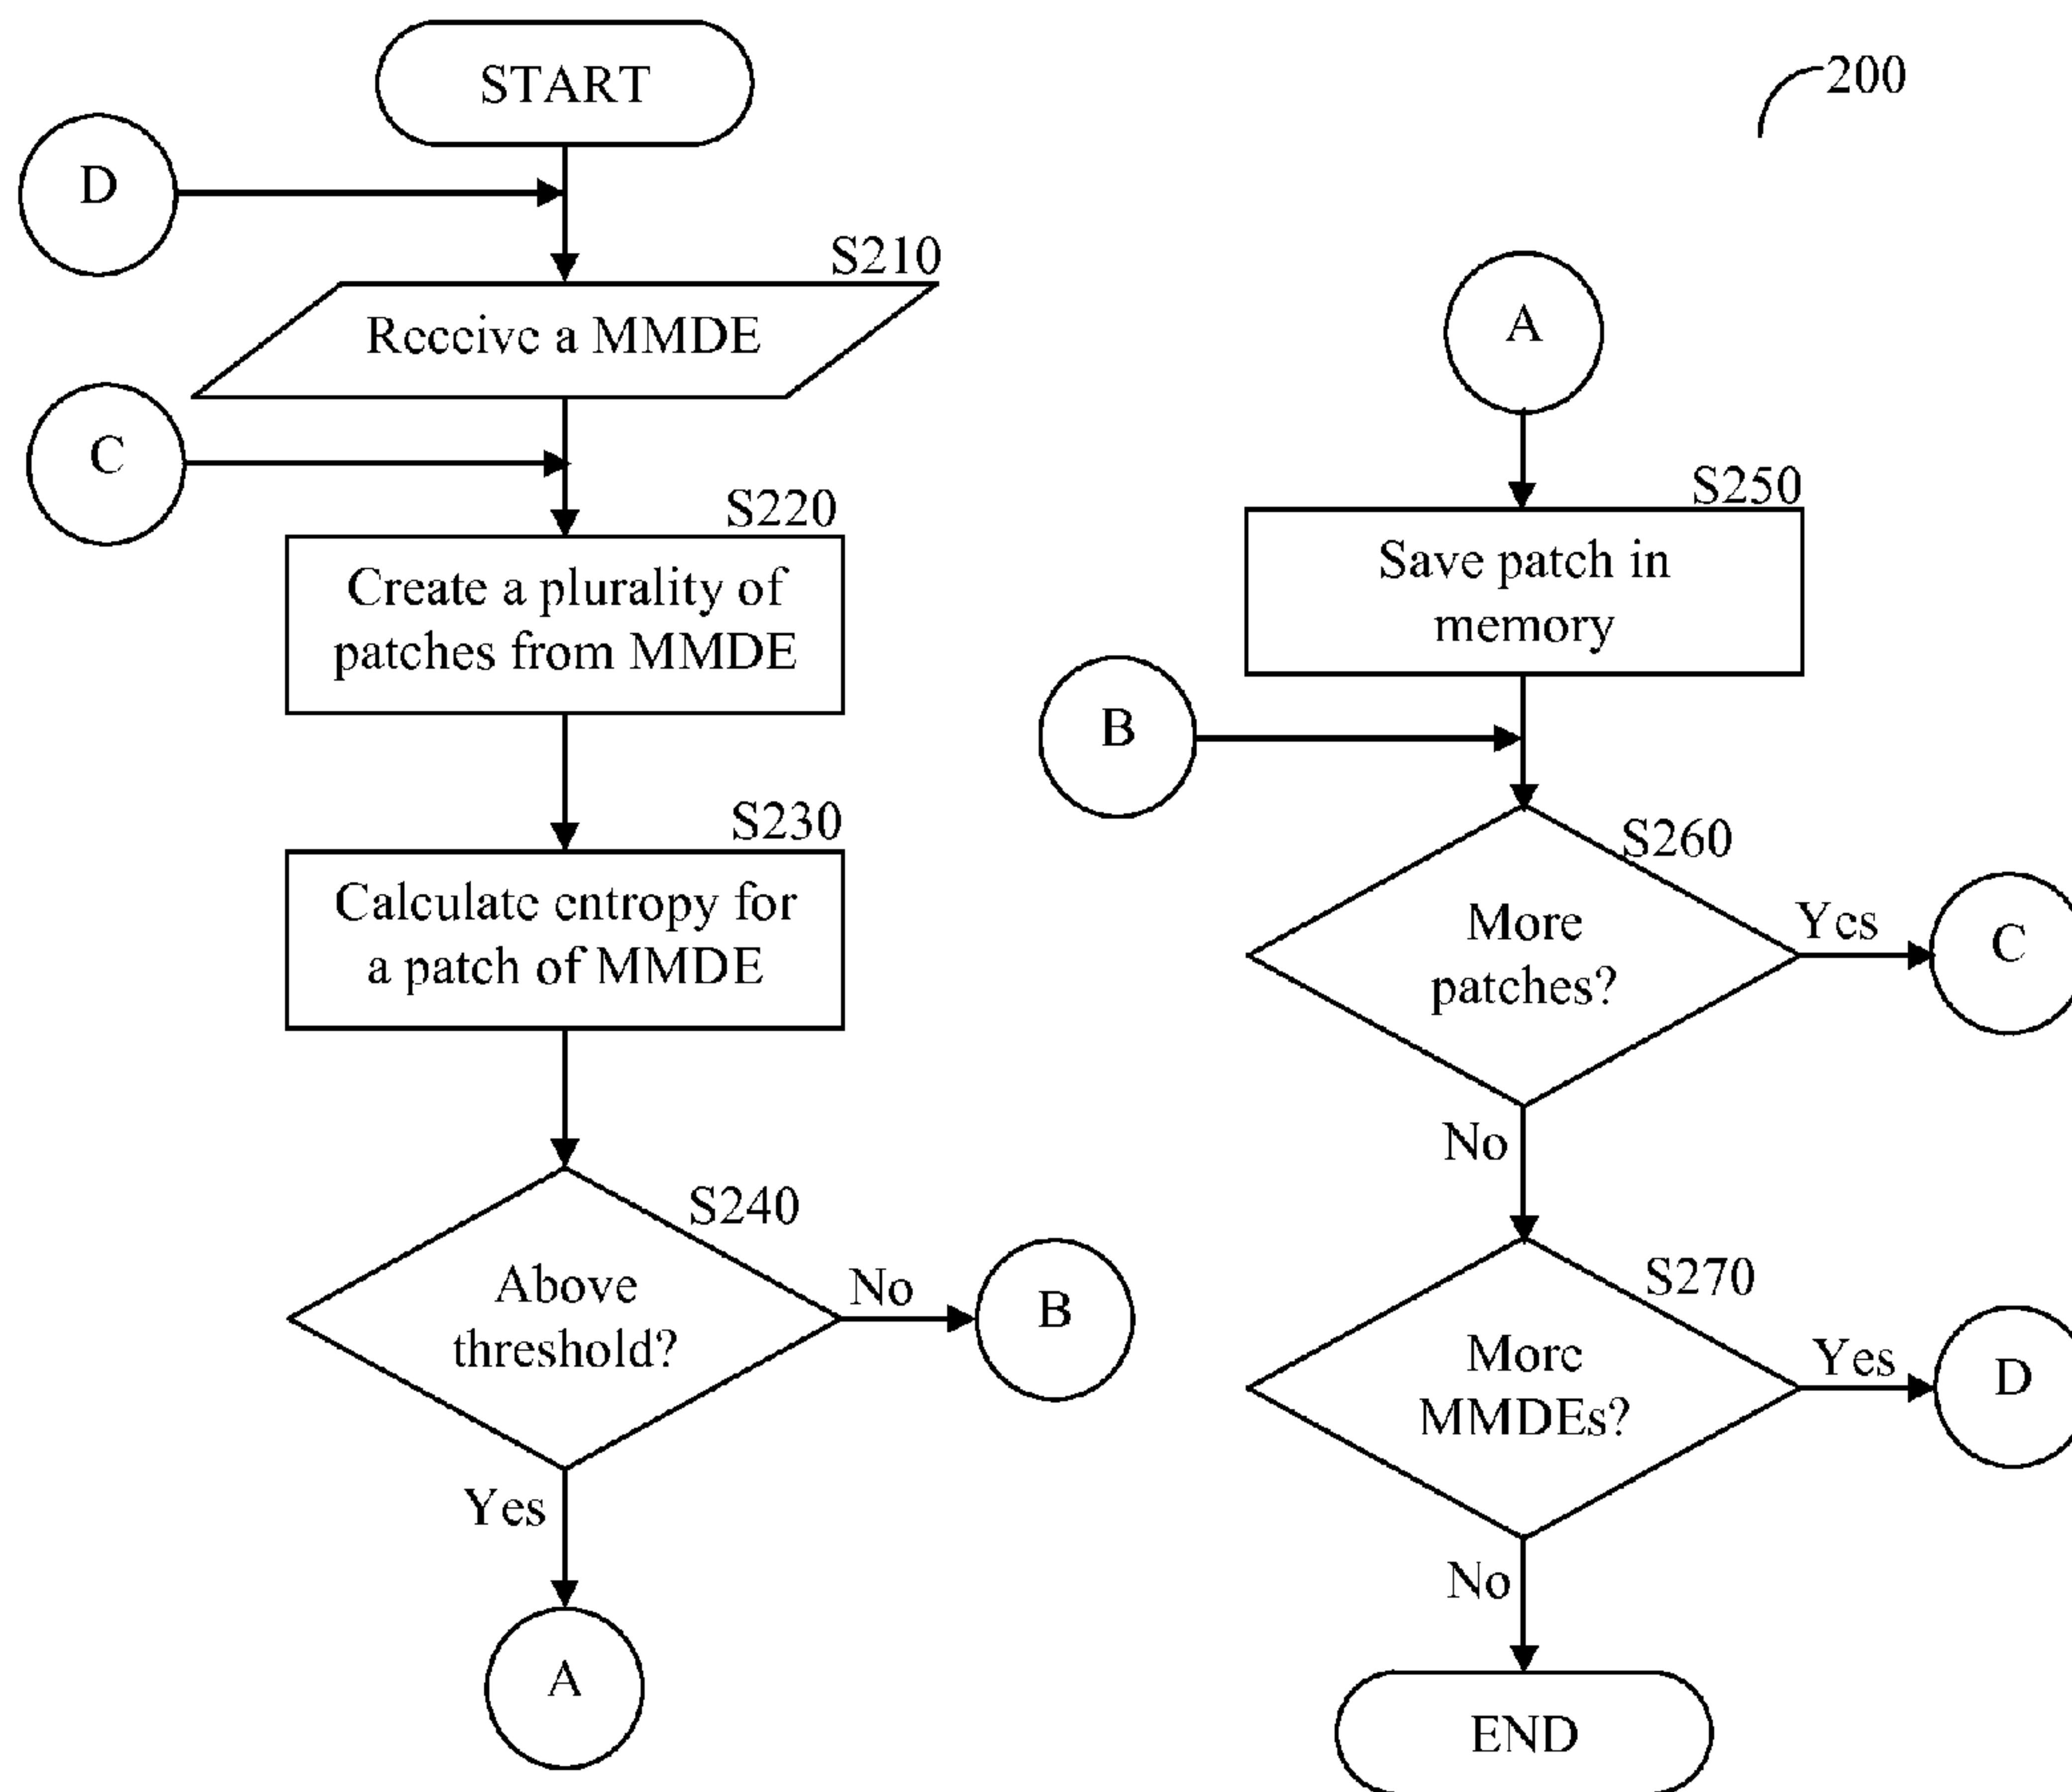 START
200
D
S210
Receive a MMDE
C
S220
Create a plurality of
patches from MMDE
S230
Calculate entropy for
a patch of MMDE
S240
Above
threshold?
No
B
Yes
A
A
S250
Save patch in
memory
B
S260
More
patches?
Yes
C
No
S270
More
MMDEs?
Yes
D
No
END